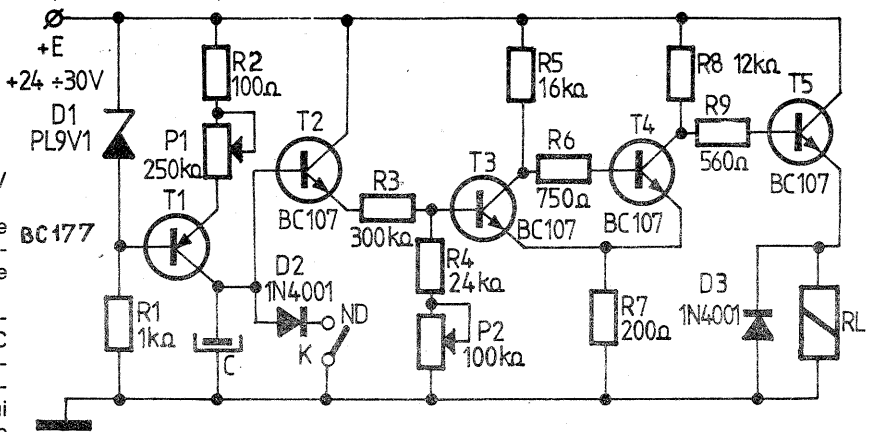 +E
+24 ÷30V
D1
PL9V1
R2
100Ω
P1
250kΩ
T1
BC177
R1
1kΩ
C
T2
BC107
D2
1N4001
ND
K
R3
300kΩ
R4
24kΩ
P2
100kΩ
T3
BC107
R5
16kΩ
R6
750Ω
T4
BC107
R7
200Ω
R8 12kΩ
R9
560Ω
T5
BC107
D3
1N4001
RL